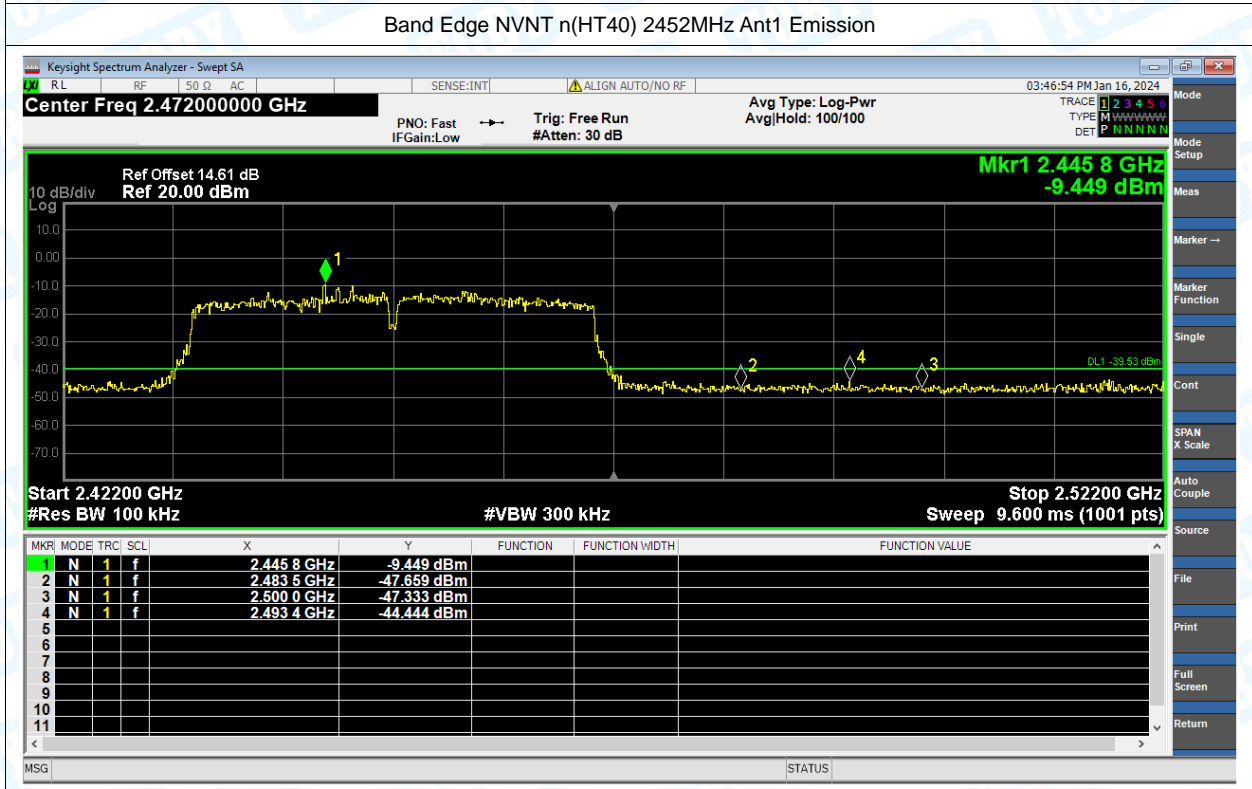 Band Edge NVNT n(HT40) 2452MHz Ant1 Emission
Keysight Spectrum Analyzer - Swept SA
LXI RL RF 50 Ω AC SENSE:INT ALIGN AUTO/NO RF 03:46:54 PM Jan 16, 2024
Center Freq 2.472000000 GHz
PNO: Fast
IFGain:Low
Trig: Free Run
#Atten: 30 dB
Avg Type: Log-Pwr
Avg|Hold: 100/100
TRACE 1 2 3 4 5 6
TYPE M WWWWW
DET P N N N N N
Mkr1 2.445 8 GHz
-9.449 dBm
Ref Offset 14.61 dB
10 dB/div Ref 20.00 dBm
Log
10.0
0.00
-10.0
-20.0
-30.0
-40.0
-50.0
-60.0
-70.0
1
2
4
3
DL1 -39.53 dBm
Start 2.42200 GHz Stop 2.52200 GHz
#Res BW 100 kHz #VBW 300 kHz Sweep 9.600 ms (1001 pts)
MKR MODE TRC SCL X Y FUNCTION FUNCTION WIDTH FUNCTION VALUE
1 N 1 f 2.445 8 GHz -9.449 dBm
2 N 1 f 2.483 5 GHz -47.659 dBm
3 N 1 f 2.500 0 GHz -47.333 dBm
4 N 1 f 2.493 4 GHz -44.444 dBm
5
6
7
8
9
10
11
MSG STATUS
Mode
Mode
Setup
Meas
Marker →
Marker
Function
Single
Cont
SPAN
X Scale
Auto
Couple
Source
File
Print
Full
Screen
Return